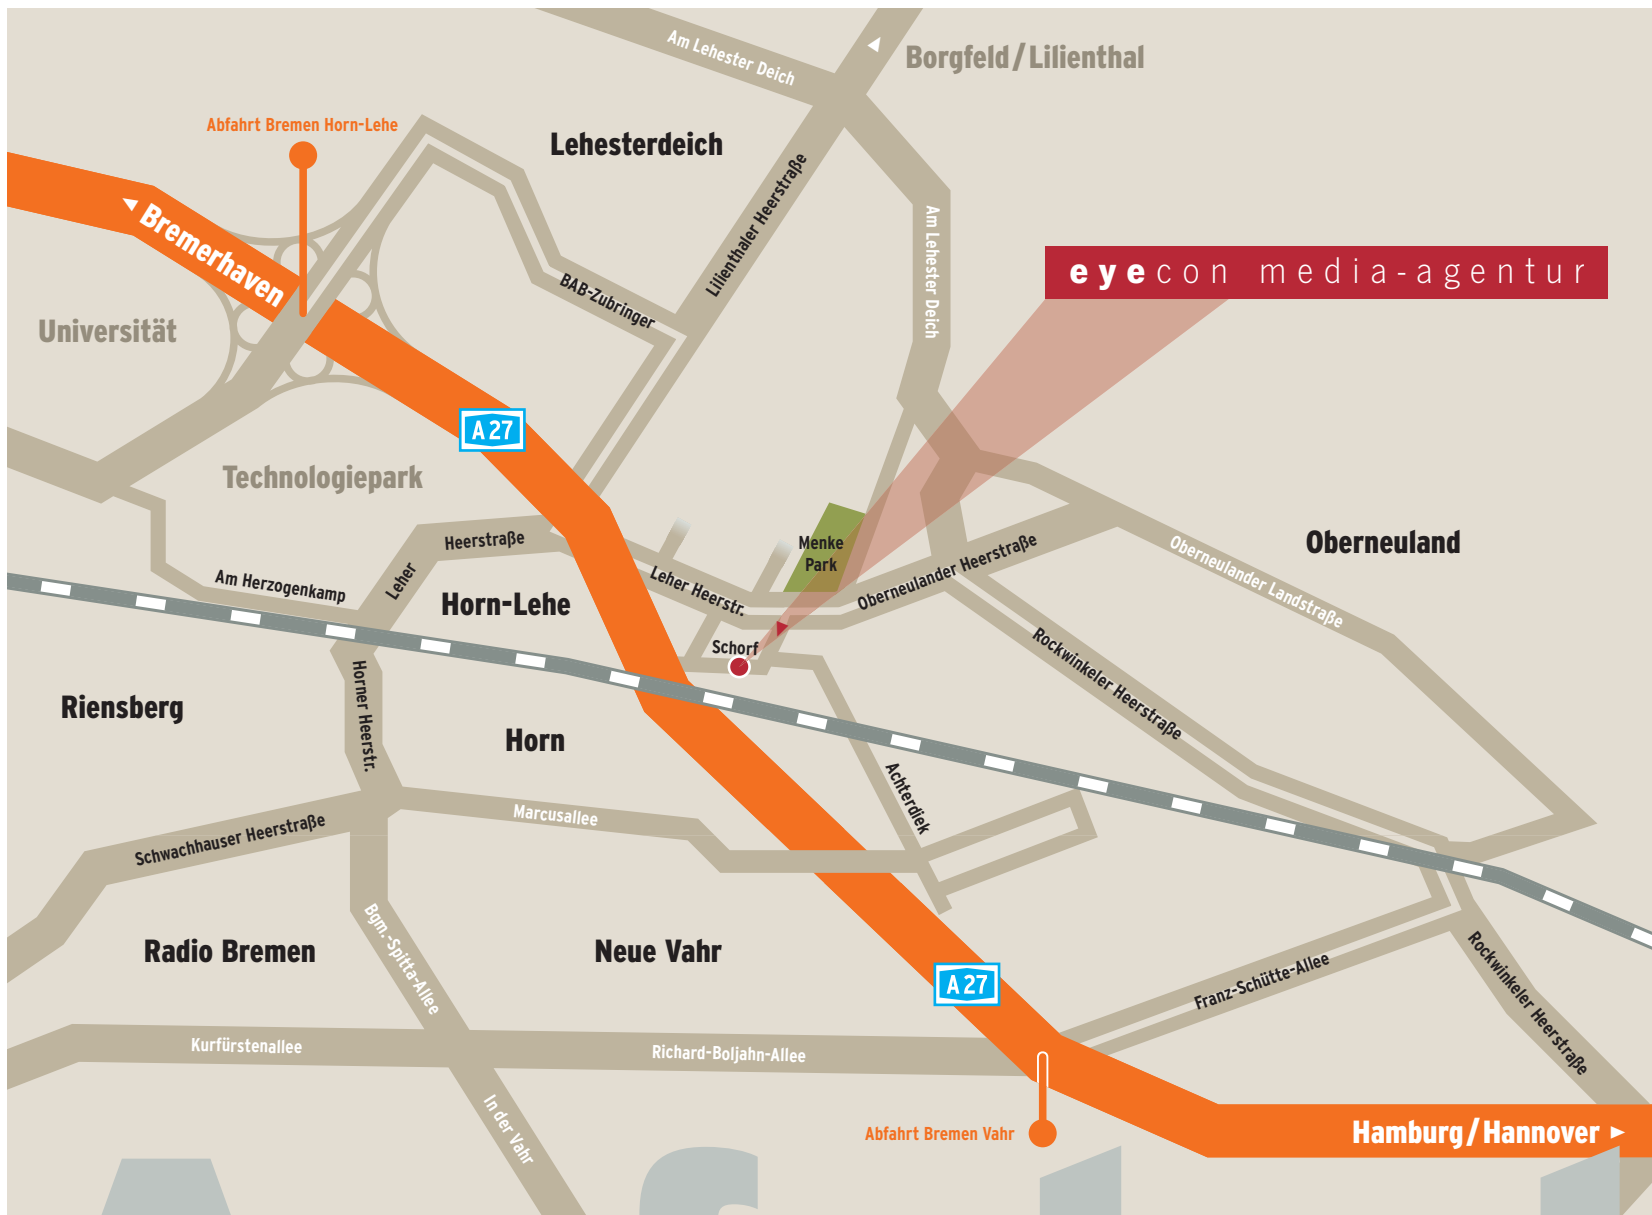 Am Lehester Deich
Borgfeld/Lilienthal
Abfahrt Bremen Horn-Lehe
Lehesterdeich
Lilienthaler Heerstraße
Bremerhaven
Am Lehester Deich
eyecon media-agentur
BAB-Zubringer
Universität
A 27
Technologiepark
Heerstraße
Menke
Park
Oberneuland
Oberneulander Heerstraße
Oberneulander Landstraße
Leher
Am Herzogenkamp
Horn-Lehe
Leher Heerstr.
Schorf
Rockwinkeler Heerstraße
Horner Heerstr.
Riensberg
Horn
Achterdiek
Marcusallee
Schwachhauser Heerstraße
Bgm.-Spitta-Allee
Radio Bremen
Neue Vahr
A 27
Franz-Schütte-Allee
Rockwinkeler Heerstraße
Kurfürstenallee
Richard-Boljahn-Allee
In der Vahr
Abfahrt Bremen Vahr
Hamburg/Hannover